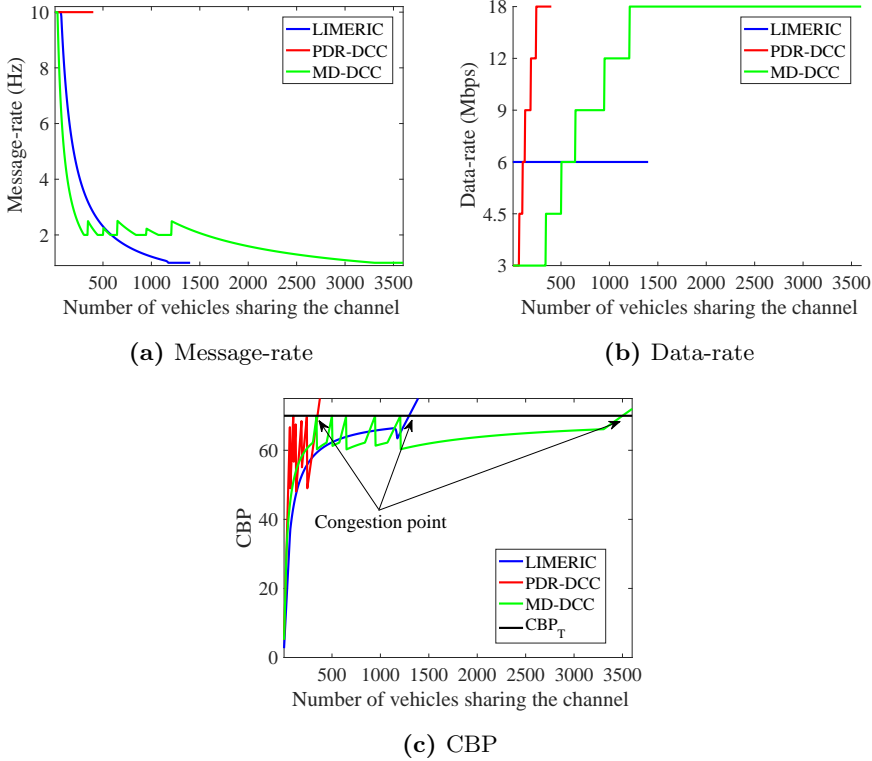 10
8
6
4
2
Message-rate (Hz)
500 1000 1500 2000 2500 3000 3500
Number of vehicles sharing the channel
LIMERIC
PDR-DCC
MD-DCC
(a) Message-rate
18
12
9
6
4.5
3
Data-rate (Mbps)
500 1000 1500 2000 2500 3000 3500
Number of vehicles sharing the channel
LIMERIC
PDR-DCC
MD-DCC
(b) Data-rate
60
40
20
0
CBP
Congestion point
LIMERIC
PDR-DCC
MD-DCC
CBP_T
500 1000 1500 2000 2500 3000 3500
Number of vehicles sharing the channel
(c) CBP